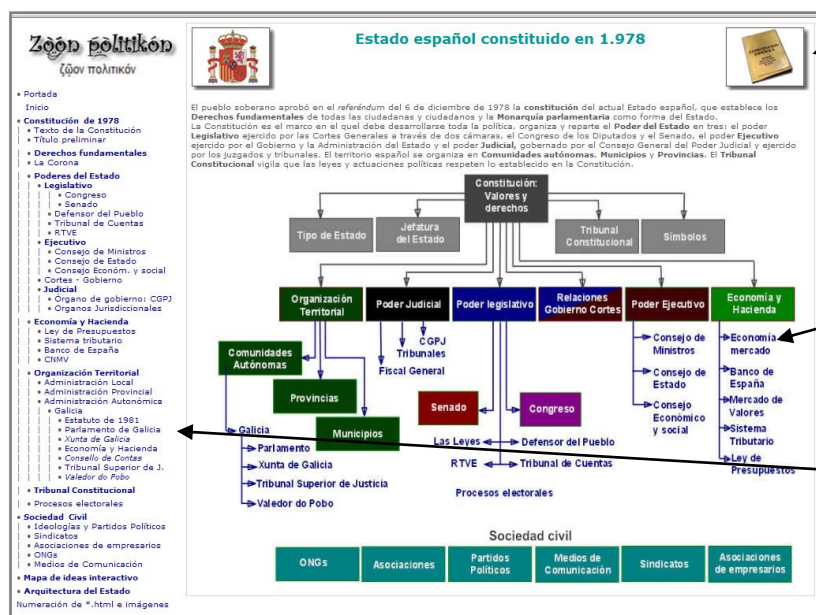 Zoón politikón
ζῷον πολιτικόν
• Portada
Inicio
• Constitución de 1978
• Texto de la Constitución
• Título preliminar
• Derechos fundamentales
• La Corona
• Poderes del Estado
• Legislativo
• Congreso
• Senado
• Defensor del Pueblo
• Tribunal de Cuentas
• RTVE
• Ejecutivo
• Consejo de Ministros
• Consejo de Estado
• Consejo Económ. y social
• Cortes - Gobierno
• Judicial
• Órgano de gobierno: CGPJ
• Organos Jurisdiccionales
• Economía y Hacienda
• Ley de Presupuestos
• Sistema tributario
• Banco de España
• CNMV
• Organización Territorial
• Administración Local
• Administración Provincial
• Administración Autonómica
• Galicia
• Estatuto de 1981
• Parlamento de Galicia
• Xunta de Galicia
• Economía y Hacienda
• Consello de Contas
• Tribunal Superior de J.
• Valedor do Pobo
• Tribunal Constitucional
• Procesos electorales
• Sociedad Civil
• Ideologías y Partidos Políticos
• Sindicatos
• Asociaciones de empresarios
• ONGs
• Medios de Comunicación
• Mapa de ideas interactivo
• Arquitectura del Estado
Numeración de *.html e imágenes
Estado español constituido en 1.978
El pueblo soberano aprobó en el referéndum del 6 de diciembre de 1978 la constitución del actual Estado español, que establece los
Derechos fundamentales de todas las ciudadanas y ciudadanos y la Monarquía parlamentaria como forma del Estado.
La Constitución es el marco en el quel debe desarrollarse toda la política, organiza y reparte el Poder del Estado en tres: el poder
Legislativo ejercido por las Cortes Generales a través de dos cámaras, el Congreso de los Diputados y el Senado, el poder Ejecutivo
ejercido por el Gobierno y la Administración del Estado y el poder Judicial, gobernado por el Consejo General del Poder Judicial y ejercido
por los juzgados y tribunales. El territorio español se organiza en Comunidades autónomas, Municipios y Provincias. El Tribunal
Constitucional vigila que las leyes y actuaciones políticas respeten lo establecido en la Constitución.
Constitución:
Valores y
derechos
Tipo de Estado
Jefatura
del Estado
Tribunal
Constitucional
Símbolos
Organización
Territorial
Poder Judicial
Poder legislativo
Relaciones
Gobierno Cortes
Poder Ejecutivo
Economía y
Hacienda
CGPJ
Tribunales
Fiscal General
Comunidades
Autónomas
Provincias
Municipios
Galicia
Parlamento
Xunta de Galicia
Tribunal Superior de Justicia
Valedor do Pobo
Senado
Congreso
Las Leyes
Defensor del Pueblo
RTVE
Tribunal de Cuentas
Procesos electorales
Consejo de
Ministros
Consejo de
Estado
Consejo
Económico
y social
Economía
mercado
Banco de
España
Mercado de
Valores
Sistema
Tributario
Ley de
Presupuestos
Sociedad civil
ONGs
Asociaciones
Partidos
Políticos
Medios de
Comunicación
Sindicatos
Asociaciones
de empresarios